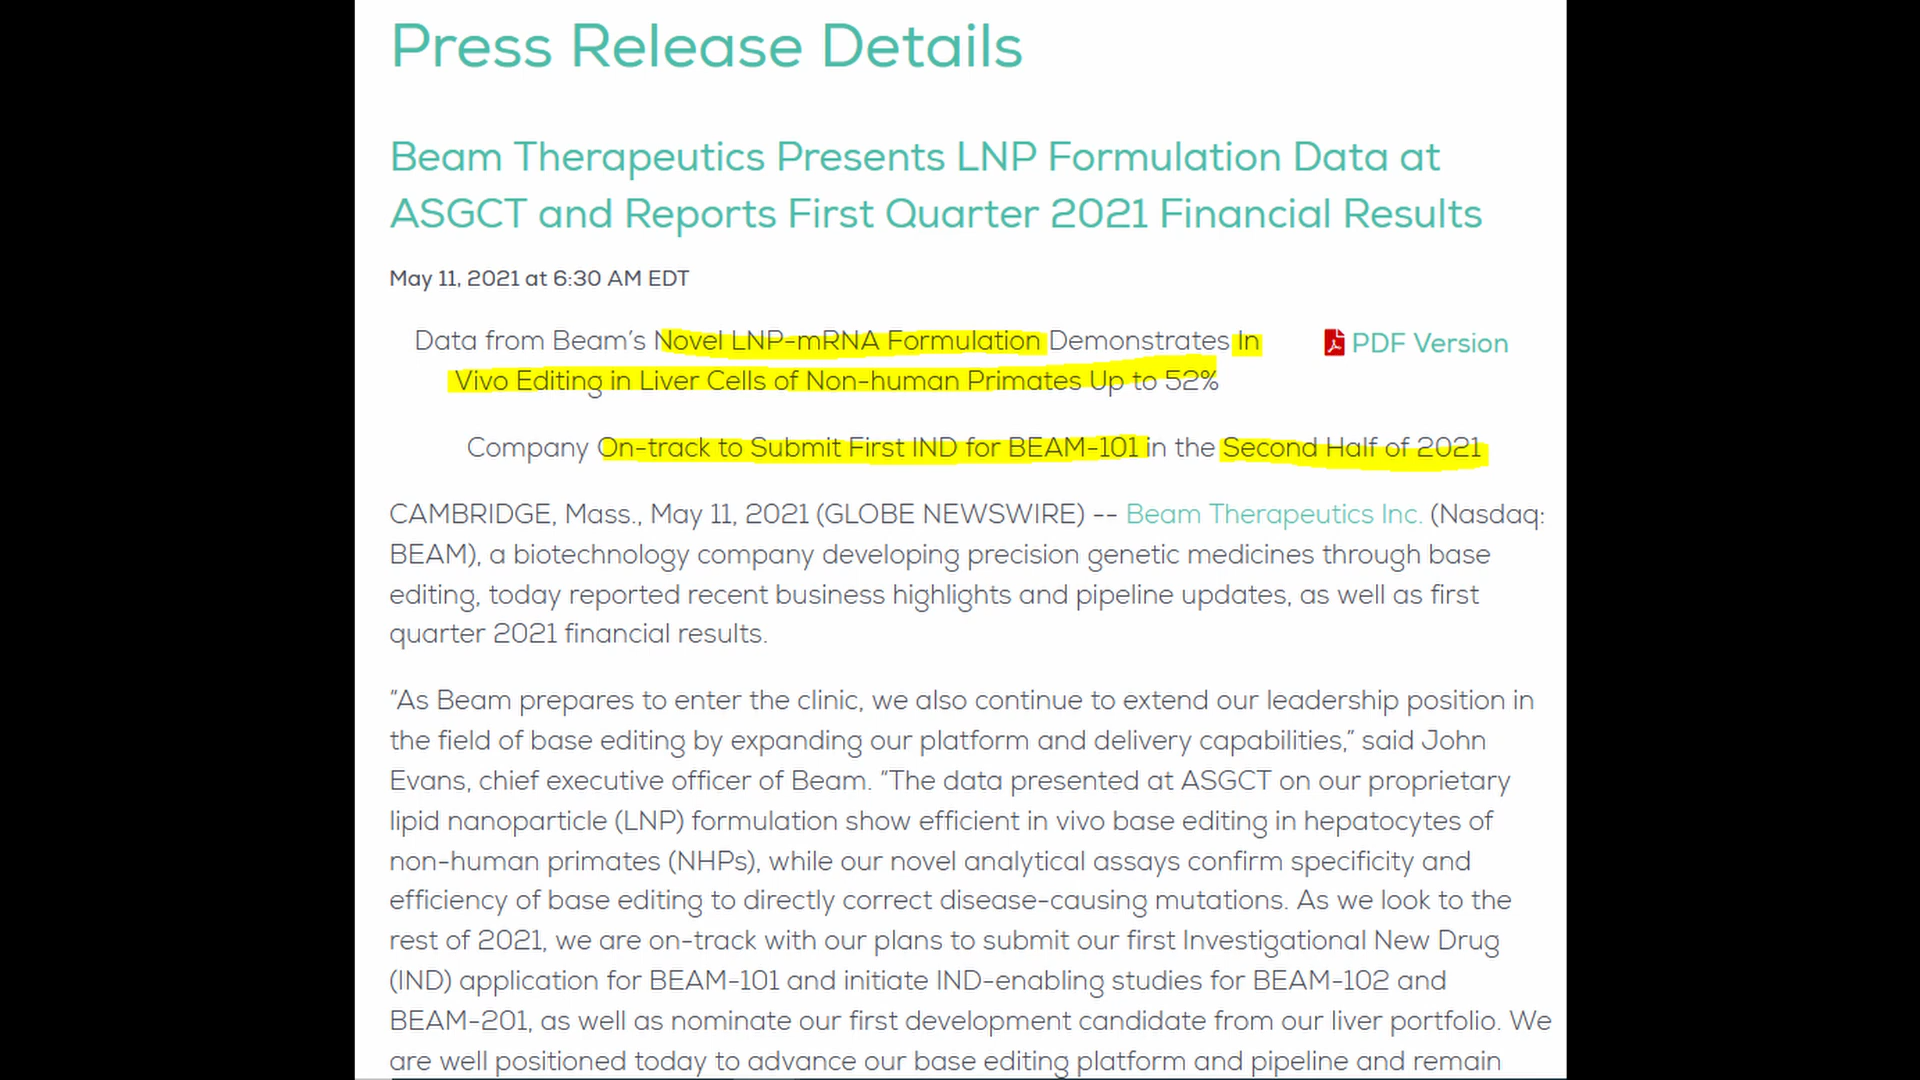 Press Release Details
Beam Therapeutics Presents LNP Formulation Data at
ASGCT and Reports First Quarter 2021 Financial Results
May 11, 2021 at 6:30 AM EDT
Data from Beam’s Novel LNP-mRNA Formulation Demonstrates In
Vivo Editing in Liver Cells of Non-human Primates Up to 52%
PDF Version
Company On-track to Submit First IND for BEAM-101 in the Second Half of 2021
CAMBRIDGE, Mass., May 11, 2021 (GLOBE NEWSWIRE) -- Beam Therapeutics Inc. (Nasdaq:
BEAM), a biotechnology company developing precision genetic medicines through base
editing, today reported recent business highlights and pipeline updates, as well as first
quarter 2021 financial results.
“As Beam prepares to enter the clinic, we also continue to extend our leadership position in
the field of base editing by expanding our platform and delivery capabilities,” said John
Evans, chief executive officer of Beam. “The data presented at ASGCT on our proprietary
lipid nanoparticle (LNP) formulation show efficient in vivo base editing in hepatocytes of
non-human primates (NHPs), while our novel analytical assays confirm specificity and
efficiency of base editing to directly correct disease-causing mutations. As we look to the
rest of 2021, we are on-track with our plans to submit our first Investigational New Drug
(IND) application for BEAM-101 and initiate IND-enabling studies for BEAM-102 and
BEAM-201, as well as nominate our first development candidate from our liver portfolio. We
are well positioned today to advance our base editing platform and pipeline and remain